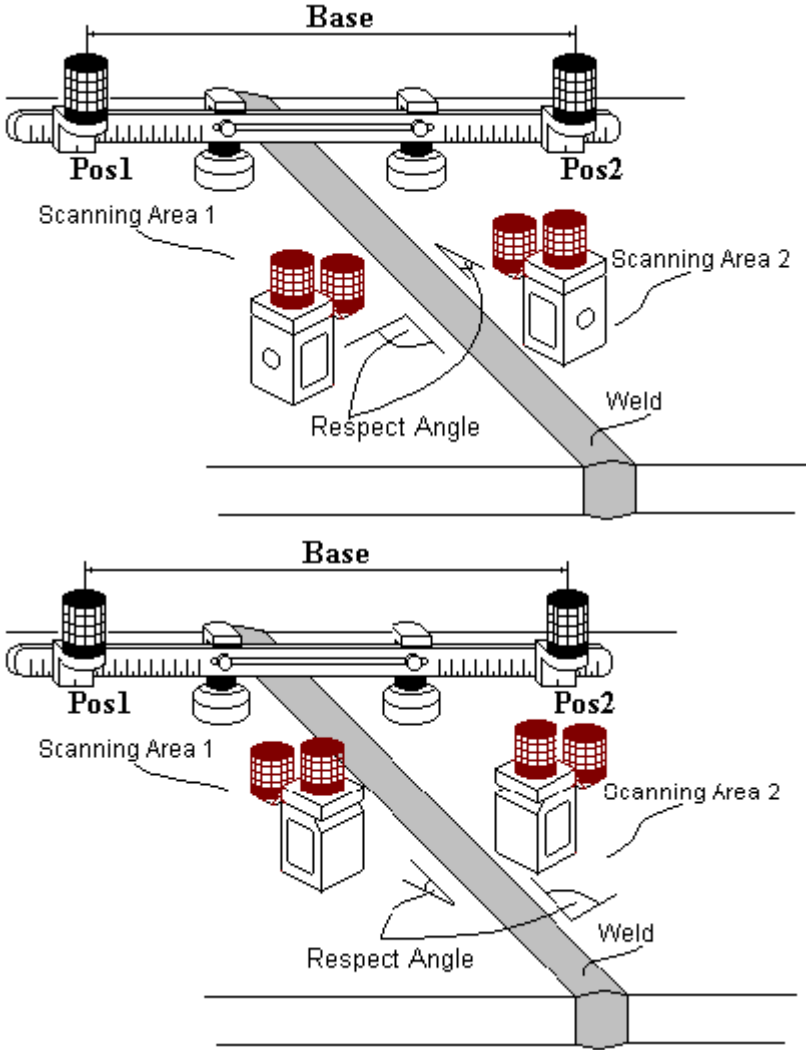 Base
Pos1
Pos2
Scanning Area 1
Scanning Area 2
Respect Angle
Weld
Base
Pos1
Pos2
Scanning Area 1
Scanning Area 2
Respect Angle
Weld